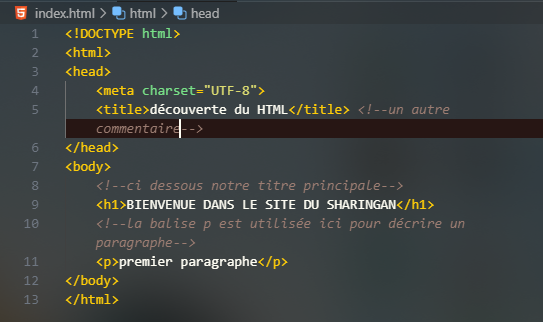 index.html > html > head
1 <!DOCTYPE html>
2 <html>
3 <head>
4 <meta charset="UTF-8">
5 <title>découverte du HTML</title> <!--un autre
commentaire-->
6 </head>
7 <body>
8 <!--ci dessous notre titre principale-->
9 <h1>BIENVENUE DANS LE SITE DU SHARINGAN</h1>
10 <!--la balise p est utilisée ici pour décrire un
paragraphe-->
11 <p>premier paragraphe</p>
12 </body>
13 </html>